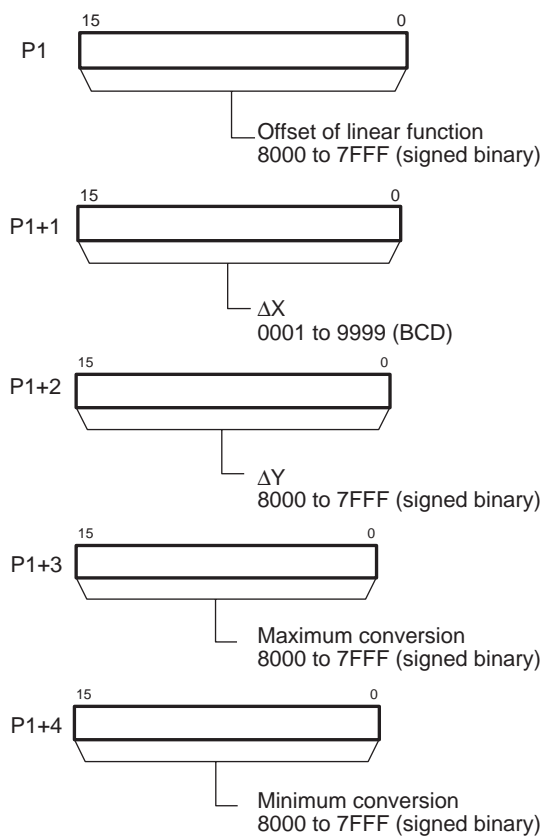 15 0
P1
Offset of linear function
8000 to 7FFF (signed binary)
15 0
P1+1
ΔX
0001 to 9999 (BCD)
15 0
P1+2
ΔY
8000 to 7FFF (signed binary)
15 0
P1+3
Maximum conversion
8000 to 7FFF (signed binary)
15 0
P1+4
Minimum conversion
8000 to 7FFF (signed binary)